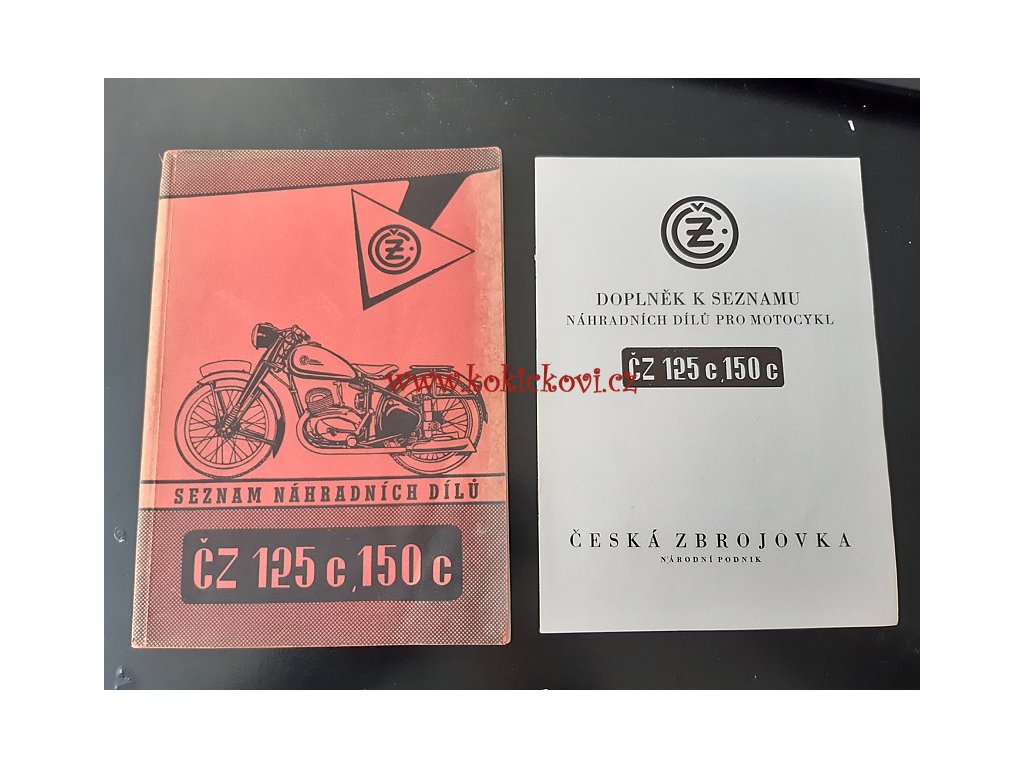 ČZ
SEZNAM NÁHRADNÍCH DÍLŮ
ČZ 125 c, 150 c
ČZ
DOPLNĚK K SEZNAMU
NÁHRADNÍCH DÍLŮ PRO MOTOCYKL
ČZ 125 c, 150 c
ČESKÁ ZBROJOVKA
NÁRODNÍ PODNIK
www.kokickovi.cz